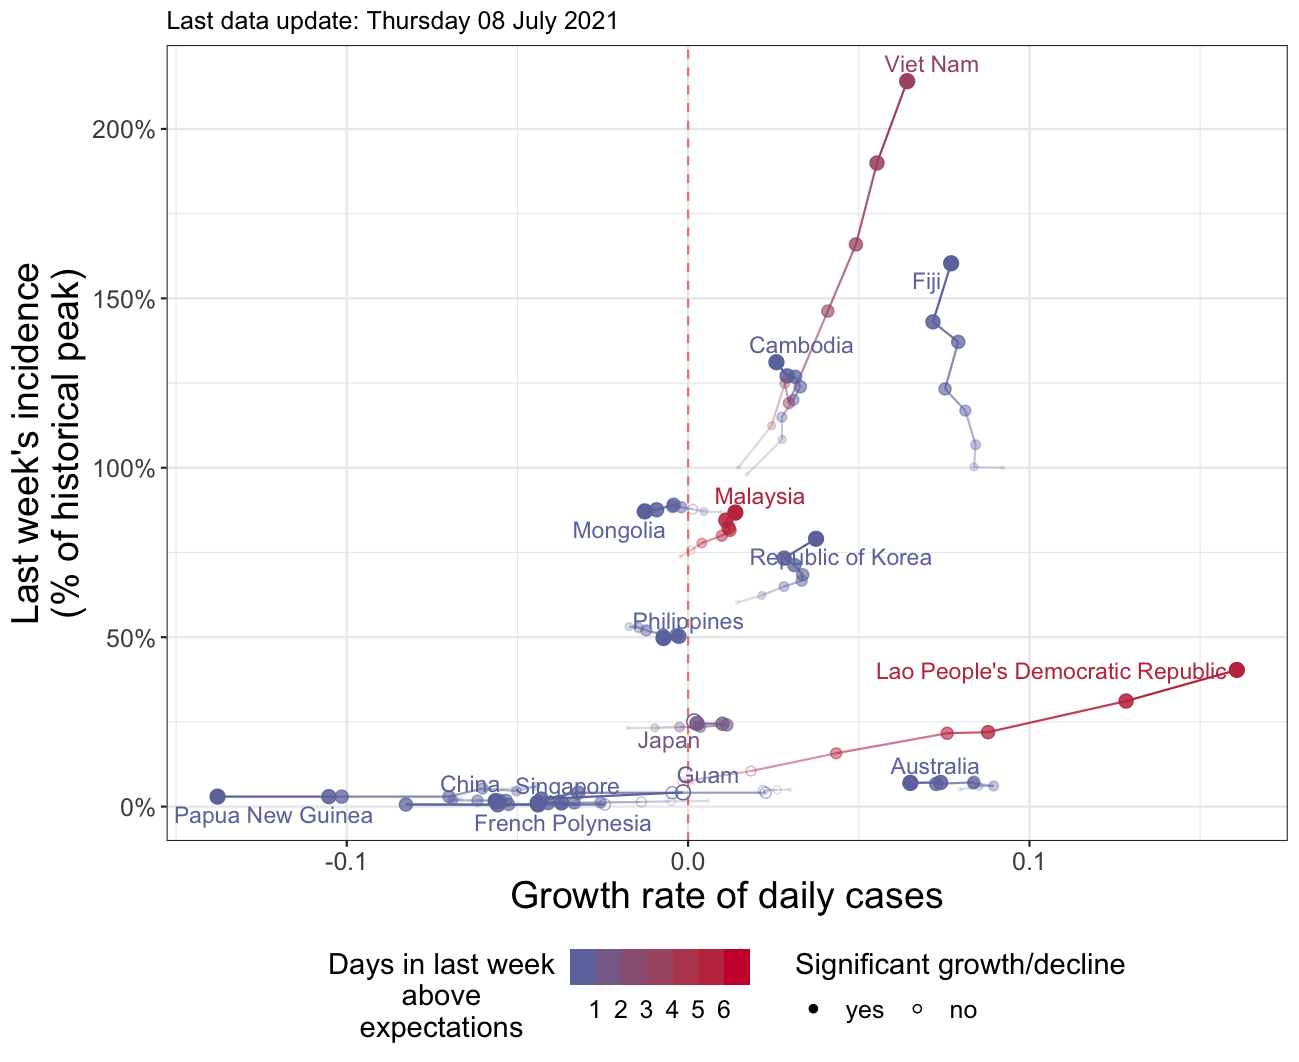 Last data update: Thursday 08 July 2021
Last week's incidence
(% of historical peak)
200%
150%
100%
50%
0%
Viet Nam
Fiji
Cambodia
Malaysia
Mongolia
Republic of Korea
Philippines
Lao People's Democratic Republic
Japan
Guam
Australia
China
Singapore
Papua New Guinea
French Polynesia
-0.1
0.0
0.1
Growth rate of daily cases
Days in last week
above
expectations
1 2 3 4 5 6
Significant growth/decline
yes
no